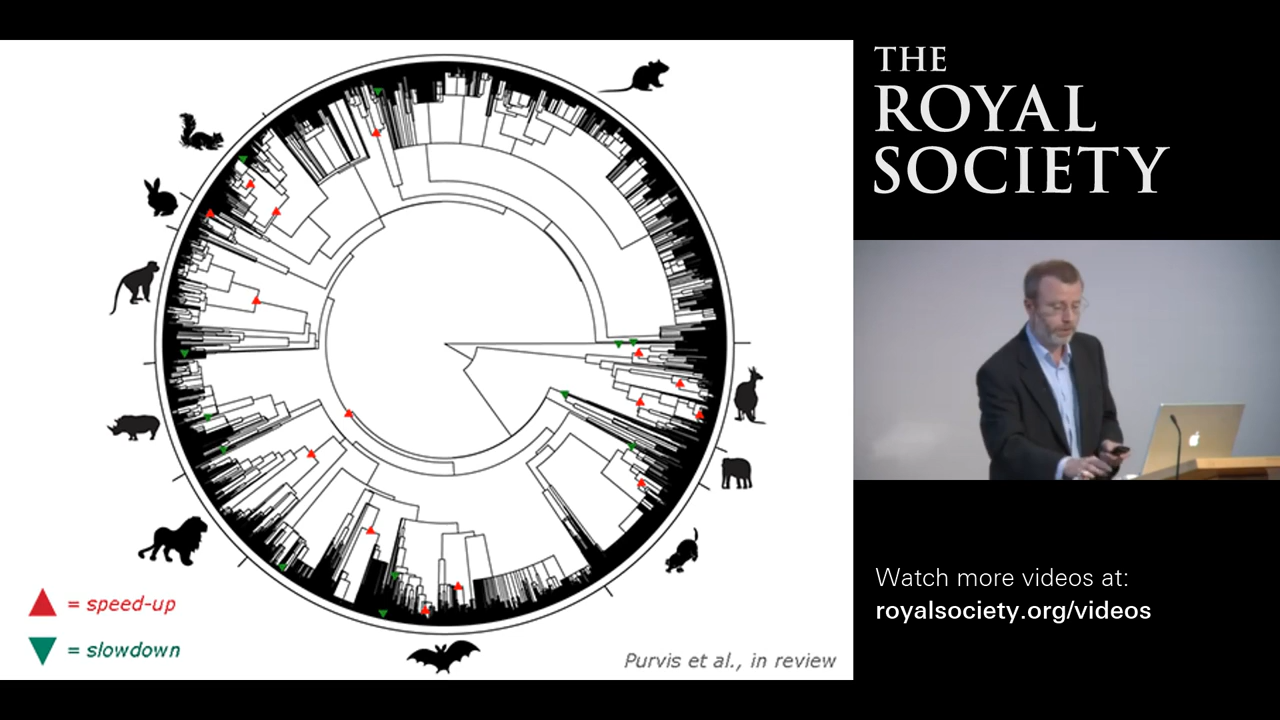 = speed-up
= slowdown
Purvis et al., in review
THE
ROYAL
SOCIETY
Watch more videos at:
royalsociety.org/videos